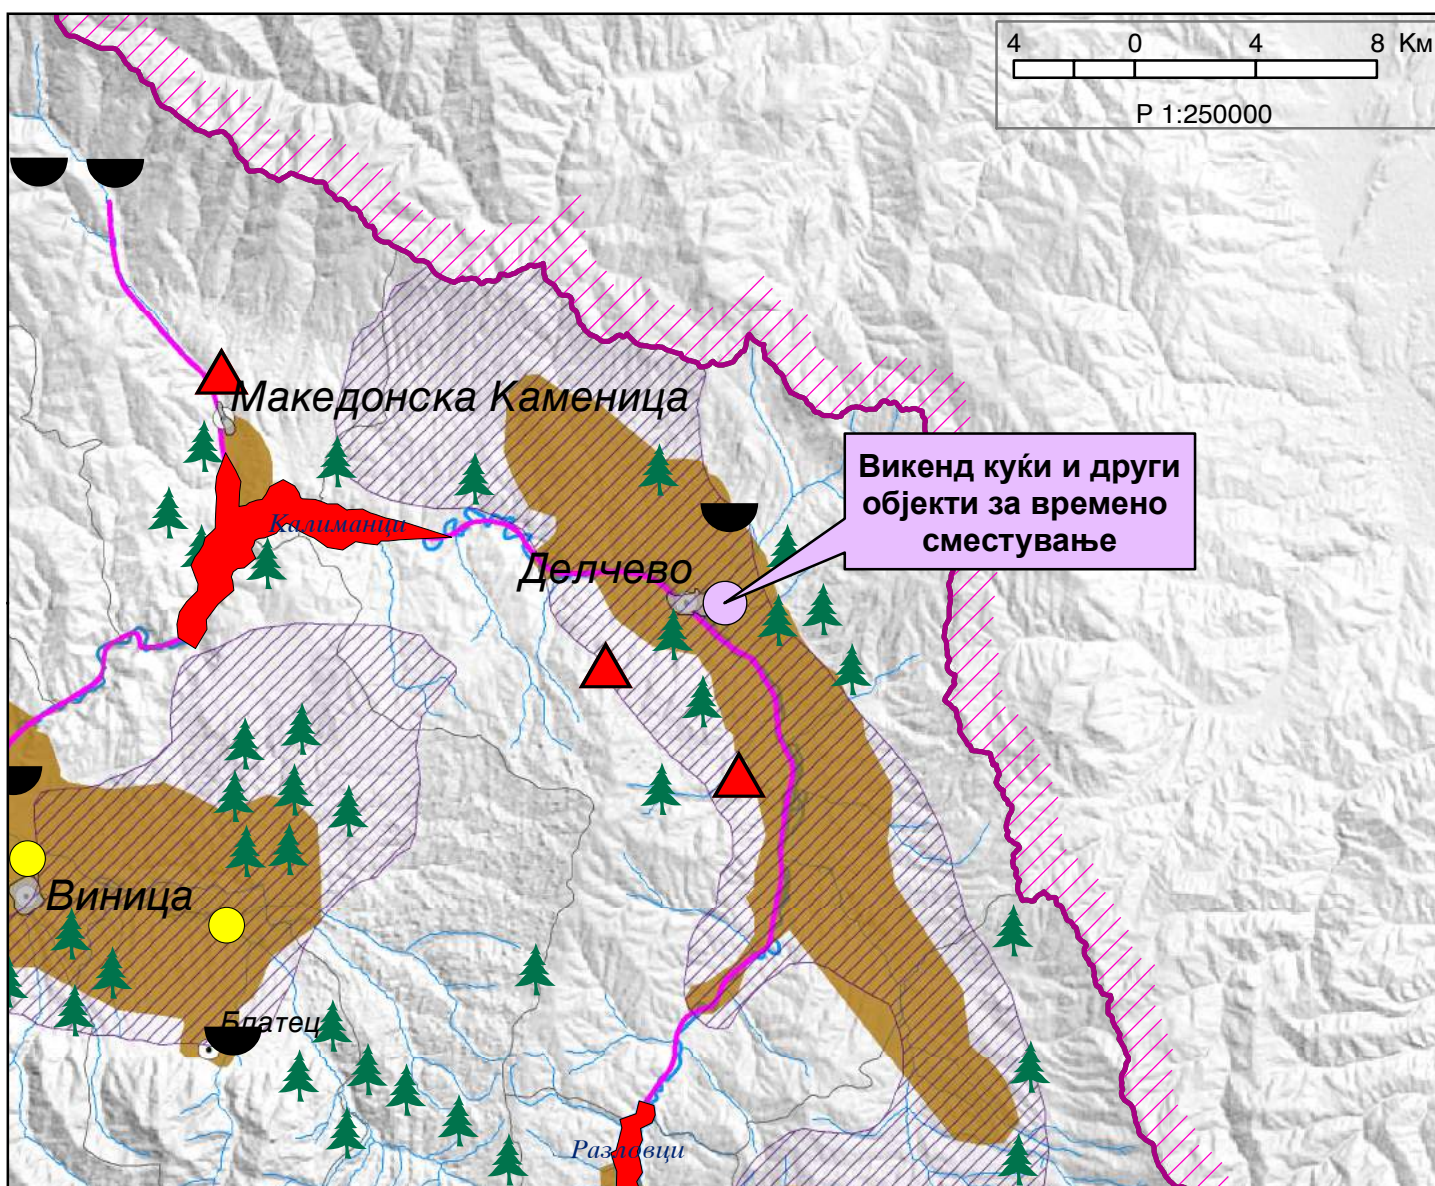 4 0 4 8 Км
Р 1:250000
Македонска Каменица
Викенд куќи и други
објекти за времено
сместување
Калиманци
Делчево
Виница
Блатец
Разловци